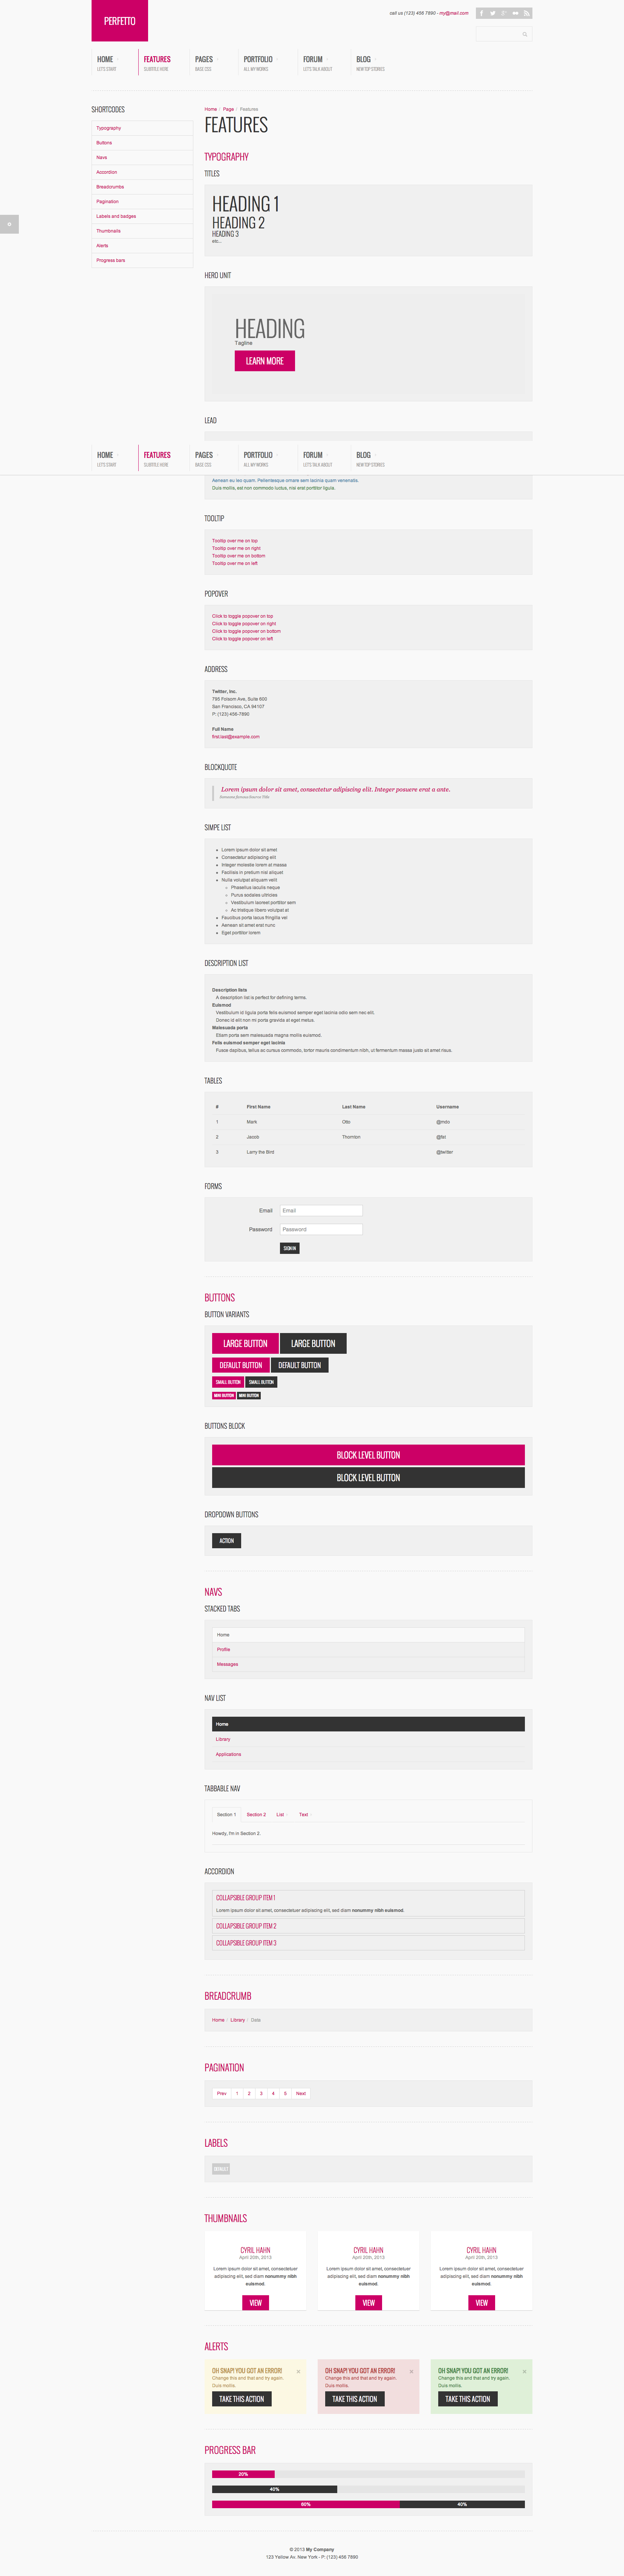 PERFETTO
call us (123) 456 7890 - my@mail.com
HOME FEATURES PAGES PORTFOLIO FORUM BLOG
LET'S START SUBTITLE HERE BASE CSS ALL MY WORKS LET'S TALK ABOUT NEW TOP STORIES
SHORTCODES
Typography
Buttons
Navs
Accordion
Breadcrumbs
Pagination
Labels and badges
Thumbnails
Alerts
Progress bars
Home / Page / Features
FEATURES
TYPOGRAPHY
TITLES
HEADING 1
HEADING 2
HEADING 3
etc...
HERO UNIT
HEADING
Tagline
LEARN MORE
LEAD
HOME FEATURES PAGES PORTFOLIO FORUM BLOG
LET'S START SUBTITLE HERE BASE CSS ALL MY WORKS LET'S TALK ABOUT NEW TOP STORIES
Aenean eu leo quam. Pellentesque ornare sem lacinia quam venenatis.
Duis mollis, est non commodo luctus, nisi erat porttitor ligula.
TOOLTIP
Tooltip over me on top
Tooltip over me on right
Tooltip over me on bottom
Tooltip over me on left
POPOVER
Click to toggle popover on top
Click to toggle popover on right
Click to toggle popover on bottom
Click to toggle popover on left
ADDRESS
Twitter, Inc.
795 Folsom Ave, Suite 600
San Francisco, CA 94107
P: (123) 456-7890
Full Name
first.last@example.com
BLOCKQUOTE
Lorem ipsum dolor sit amet, consectetur adipiscing elit. Integer posuere erat a ante.
Someone famous Source Title
SIMPE LIST
Lorem ipsum dolor sit amet
Consectetur adipiscing elit
Integer molestie lorem at massa
Facilisis in pretium nisl aliquet
Nulla volutpat aliquam velit
Phasellus iaculis neque
Purus sodales ultricies
Vestibulum laoreet porttitor sem
Ac tristique libero volutpat at
Faucibus porta lacus fringilla vel
Aenean sit amet erat nunc
Eget porttitor lorem
DESCRIPTION LIST
Description lists
A description list is perfect for defining terms.
Euismod
Vestibulum id ligula porta felis euismod semper eget lacinia odio sem nec elit.
Donec id elit non mi porta gravida at eget metus.
Malesuada porta
Etiam porta sem malesuada magna mollis euismod.
Felis euismod semper eget lacinia
Fusce dapibus, tellus ac cursus commodo, tortor mauris condimentum nibh, ut fermentum massa justo sit amet risus.
TABLES
# First Name Last Name Username
1 Mark Otto @mdo
2 Jacob Thornton @fat
3 Larry the Bird @twitter
FORMS
Email Email
Password Password
SIGN IN
BUTTONS
BUTTON VARIANTS
LARGE BUTTON LARGE BUTTON
DEFAULT BUTTON DEFAULT BUTTON
SMALL BUTTON SMALL BUTTON
MINI BUTTON MINI BUTTON
BUTTONS BLOCK
BLOCK LEVEL BUTTON
BLOCK LEVEL BUTTON
DROPDOWN BUTTONS
ACTION
NAVS
STACKED TABS
Home
Profile
Messages
NAV LIST
Home
Library
Applications
TABBABLE NAV
Section 1 Section 2 List Text
Howdy, I'm in Section 2.
ACCORDION
COLLAPSIBLE GROUP ITEM 1
Lorem ipsum dolor sit amet, consectetuer adipiscing elit, sed diam nonummy nibh euismod.
COLLAPSIBLE GROUP ITEM 2
COLLAPSIBLE GROUP ITEM 3
BREADCRUMB
Home / Library / Data
PAGINATION
Prev 1 2 3 4 5 Next
LABELS
DEFAULT
THUMBNAILS
CYRIL HAHN CYRIL HAHN CYRIL HAHN
April 20th, 2013 April 20th, 2013 April 20th, 2013
Lorem ipsum dolor sit amet, consectetuer Lorem ipsum dolor sit amet, consectetuer Lorem ipsum dolor sit amet, consectetuer
adipiscing elit, sed diam nonummy nibh adipiscing elit, sed diam nonummy nibh adipiscing elit, sed diam nonummy nibh
euismod. euismod. euismod.
VIEW VIEW VIEW
ALERTS
OH SNAP! YOU GOT AN ERROR! × OH SNAP! YOU GOT AN ERROR! × OH SNAP! YOU GOT AN ERROR! ×
Change this and that and try again. Change this and that and try again. Change this and that and try again.
Duis mollis Duis mollis Duis mollis
TAKE THIS ACTION TAKE THIS ACTION TAKE THIS ACTION
PROGRESS BAR
20%
40%
60% 40%
© 2013 My Company
123 Yellow Av. New York - P: (123) 456 7890